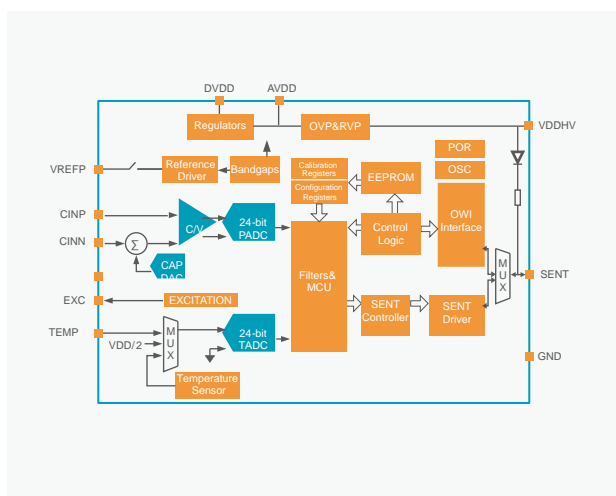 DVDD
AVDD
Regulators
OVP&RVP
VDDHV
POR
OSC
VREFP
Reference
Driver
Bandgaps
Calibration
Registers
Configuration
Registers
EEPROM
CINP
CINN
Σ
C/V
24-bit
PADC
CAP
DAC
Control
Logic
OWI
Interface
Filters&
MCU
M
U
X
SENT
EXC
EXCITATION
SENT
Controller
SENT
Driver
TEMP
VDD/2
M
U
X
24-bit
TADC
GND
Temperature
Sensor